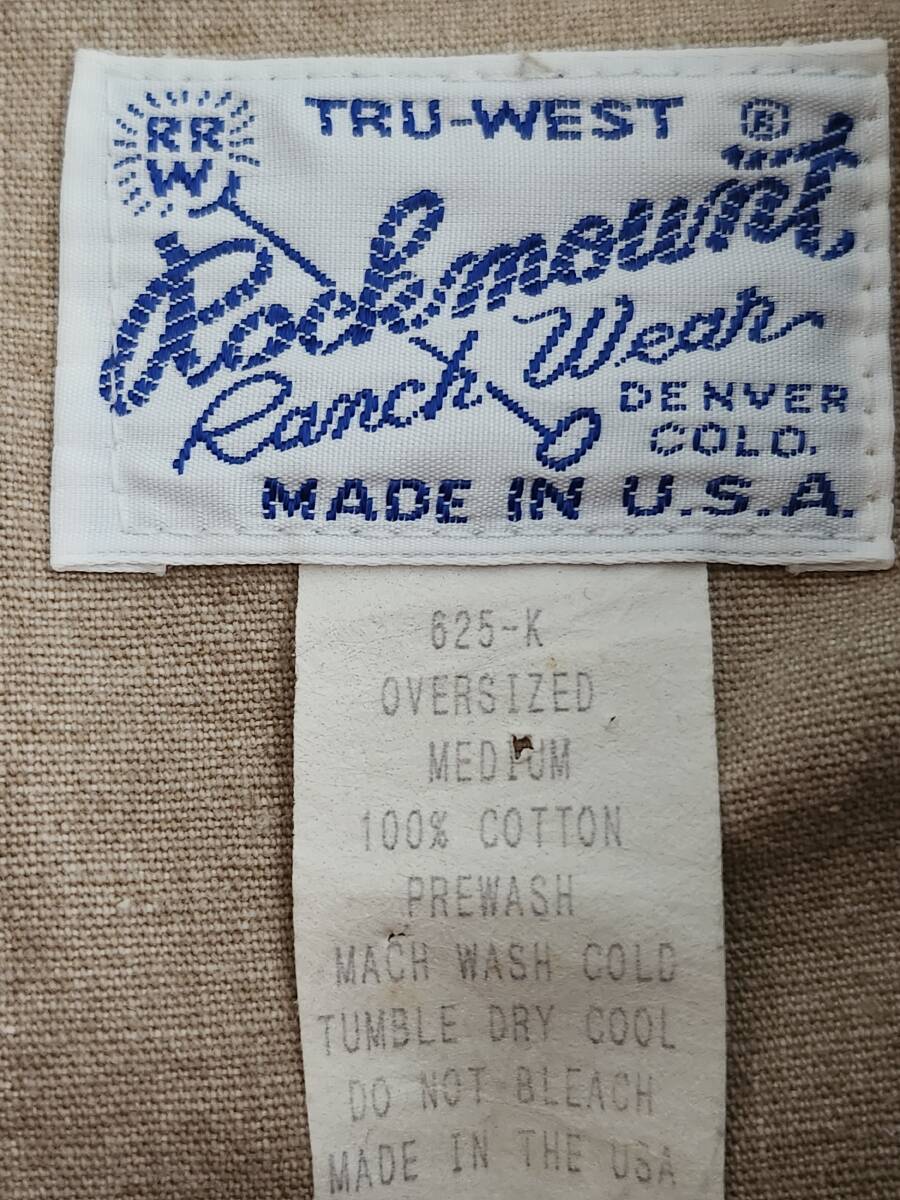 RR
W
TRU-WEST ®
Rockmount
Ranch Wear
DENVER
COLO.
MADE IN U.S.A.
625-K
OVERSIZED
MEDIUM
100% COTTON
PREWASH
MACH WASH COLD
TUMBLE DRY COOL
DO NOT BLEACH
MADE IN THE USA